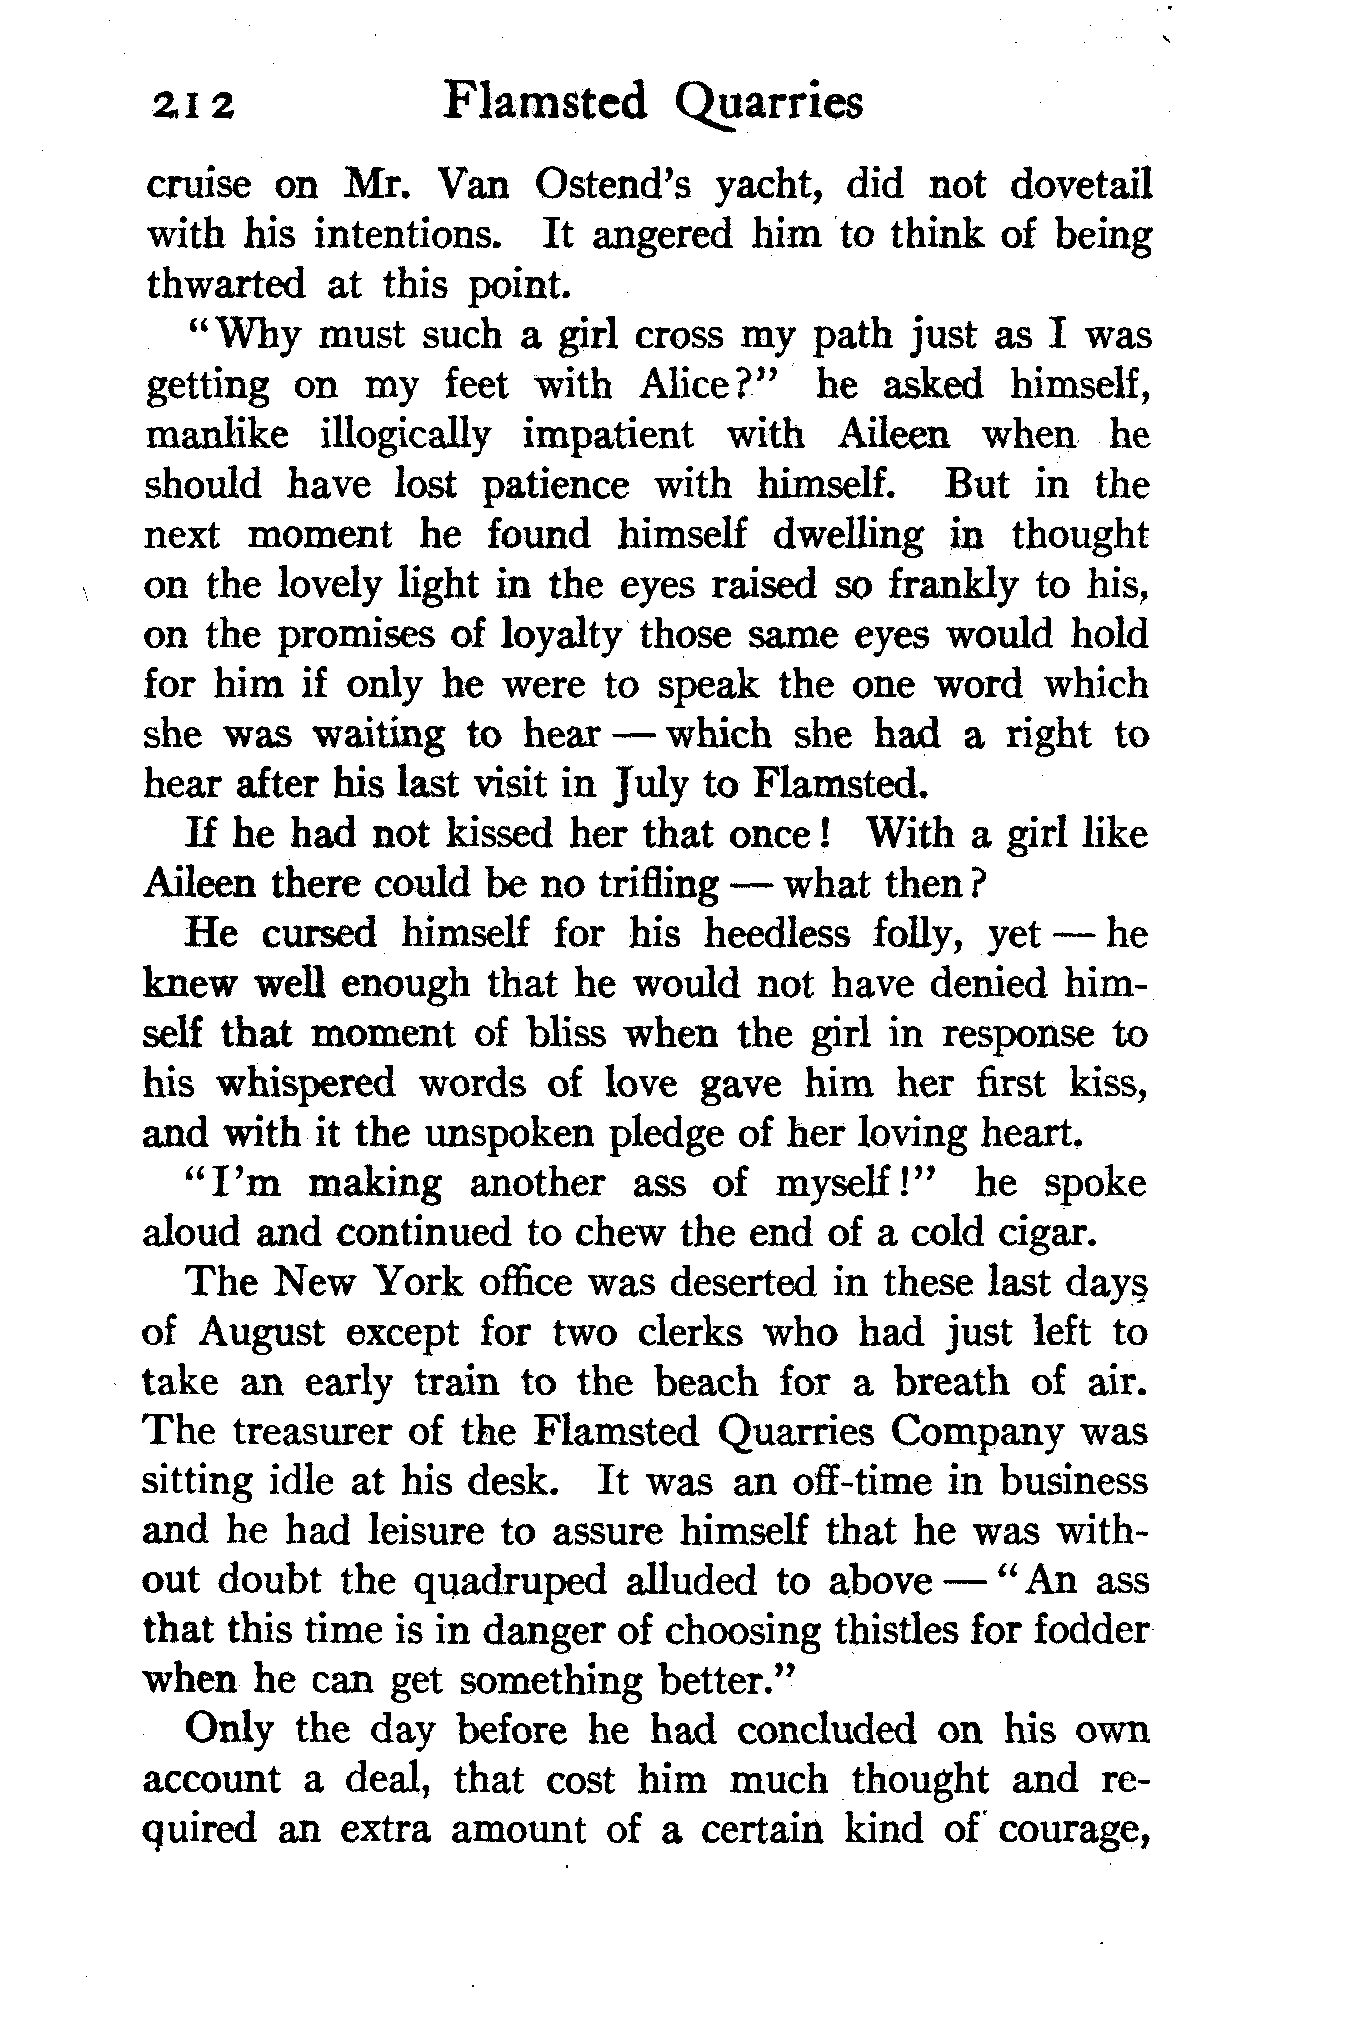 212 Flamsted Quarries
cruise on Mr. Van Ostend's yacht, did not dovetail
with his intentions. It angered him to think of being
thwarted at this point.
"Why must such a girl cross my path just as I was
getting on my feet with Alice?" he asked himself,
manlike illogically impatient with Aileen when he
should have lost patience with himself. But in the
next moment he found himself dwelling in thought
on the lovely light in the eyes raised so frankly to his,
on the promises of loyalty those same eyes would hold
for him if only he were to speak the one word which
she was waiting to hear — which she had a right to
hear after his last visit in July to Flamsted.
If he had not kissed her that once! With a girl like
Aileen there could be no trifling — what then?
He cursed himself for his heedless folly, yet — he
knew well enough that he would not have denied him-
self that moment of bliss when the girl in response to
his whispered words of love gave him her first kiss,
and with it the unspoken pledge of her loving heart.
"I'm making another ass of myself!" he spoke
aloud and continued to chew the end of a cold cigar.
The New York office was deserted in these last days
of August except for two clerks who had just left to
take an early train to the beach for a breath of air.
The treasurer of the Flamsted Quarries Company was
sitting idle at his desk. It was an off-time in business
and he had leisure to assure himself that he was with-
out doubt the quadruped alluded to above — "An ass
that this time is in danger of choosing thistles for fodder
when he can get something better."
Only the day before he had concluded on his own
account a deal, that cost him much thought and re-
quired an extra amount of a certain kind of courage,